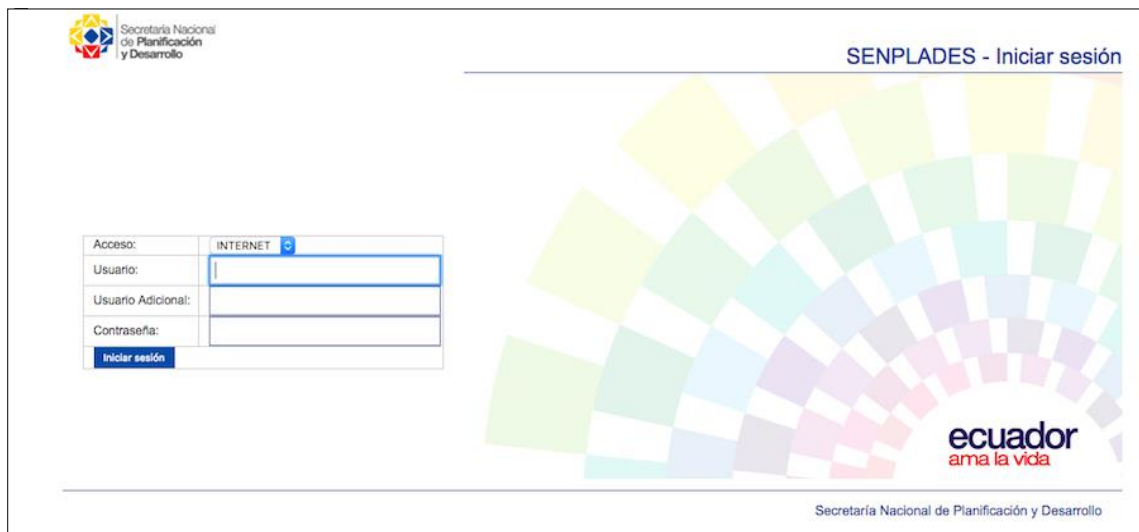 Secretaría Nacional
de Planificación
y Desarrollo
SENPLADES - Iniciar sesión
Acceso: INTERNET
Usuario:
Usuario Adicional:
Contraseña:
Iniciar sesión
ecuador
ama la vida
Secretaría Nacional de Planificación y Desarrollo